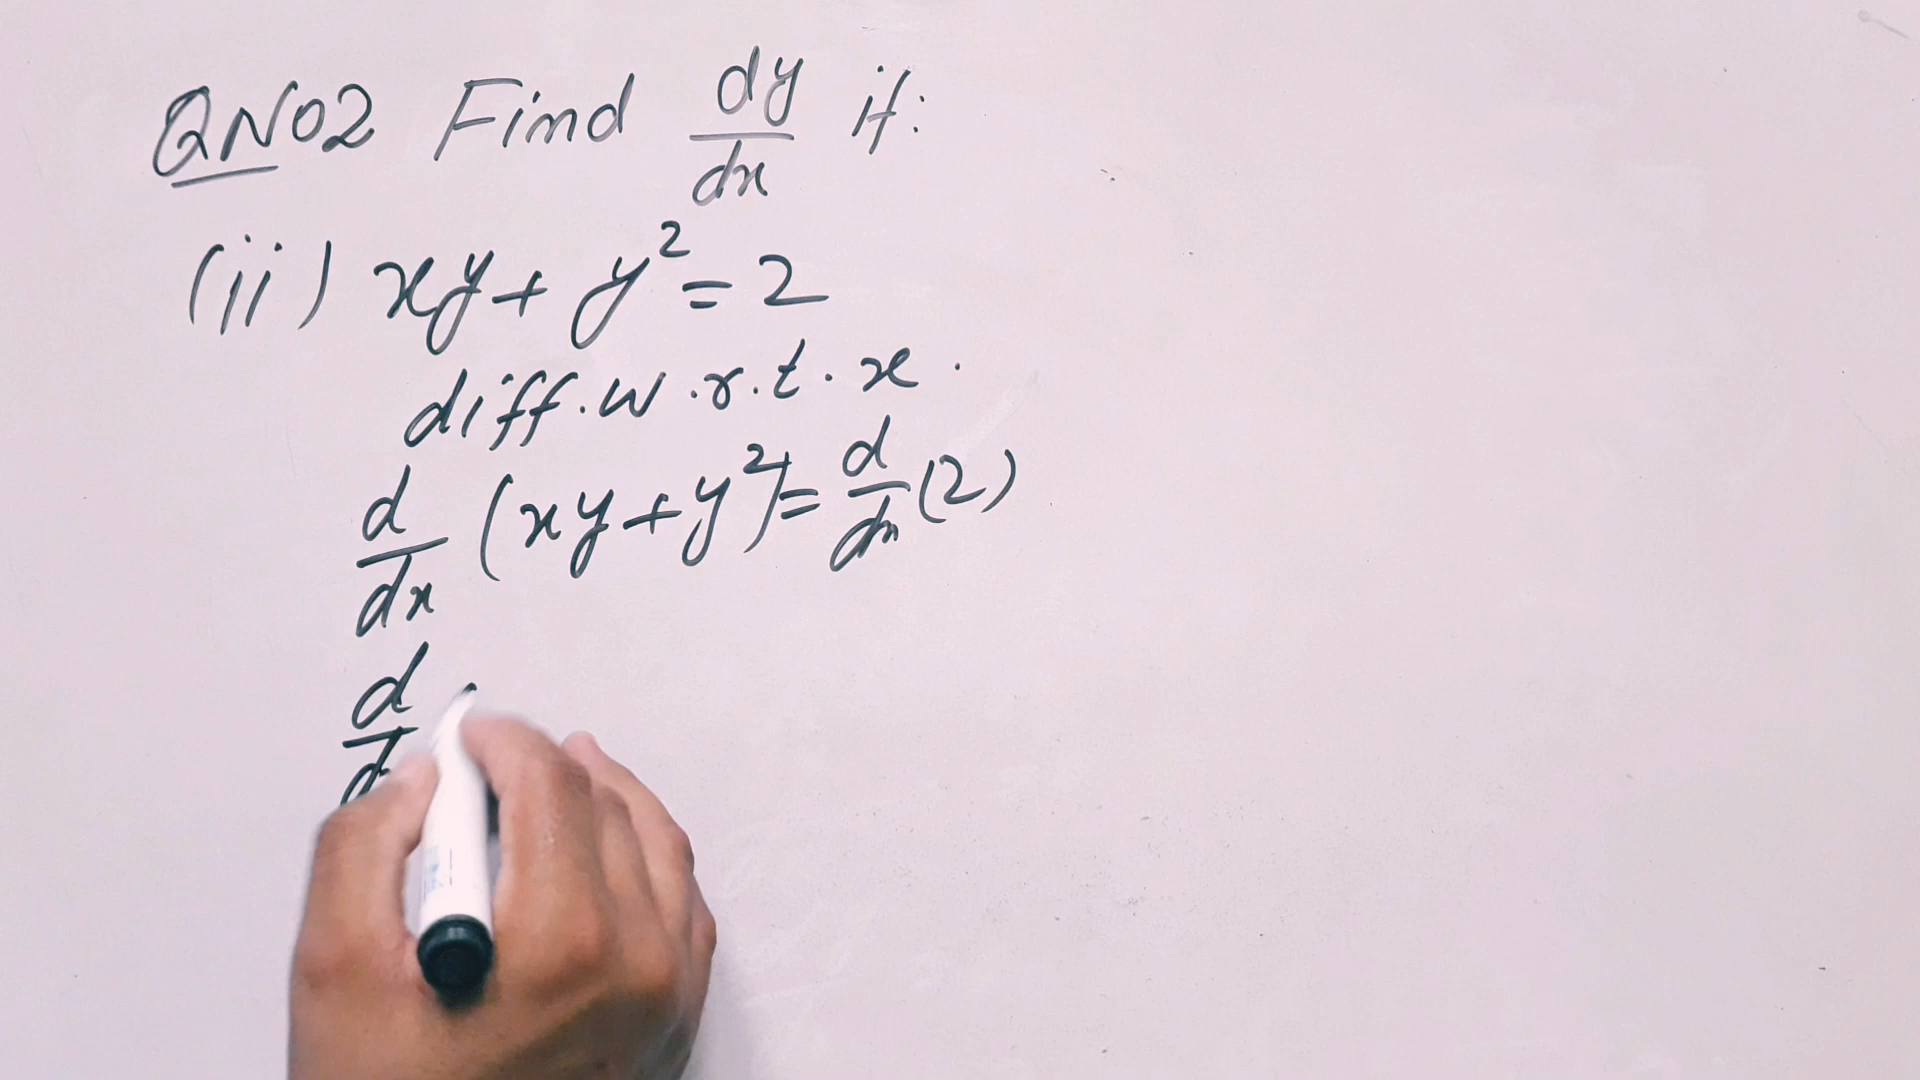 QNO2 Find dy/dx if:
(ii) xy + y² = 2
diff. w.r.t. x.
d/dx (xy + y²) = d/dx (2)
d/d